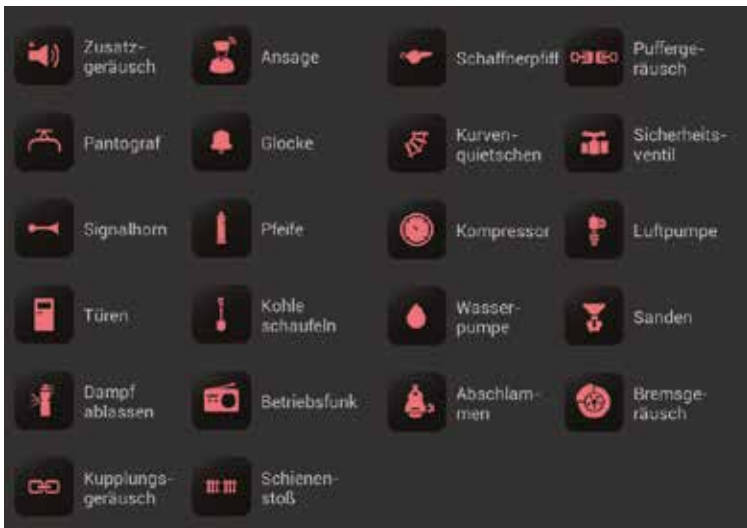 Zusatz-
geräusch
Ansage
Schaffnerpfiff
Pufferge-
räusch
Pantograf
Glocke
Kurven-
quietschen
Sicherheits-
ventil
Signalhorn
Pfeife
Kompressor
Luftpumpe
Türen
Kohle
schaufeln
Wasser-
pumpe
Sanden
Dampf
ablassen
Betriebsfunk
Abschlam-
men
Bremsge-
räusch
Kupplungs-
geräusch
Schienen-
stoß